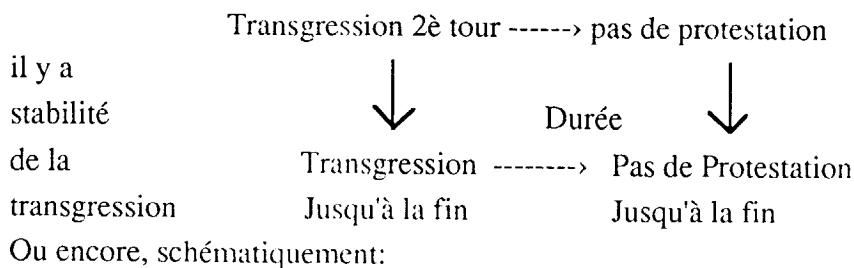 Transgression 2è tour ------> pas de protestation
il y a
stabilité
Durée
de la Transgression --------> Pas de Protestation
transgression Jusqu'à la fin Jusqu'à la fin
Ou encore, schématiquement: